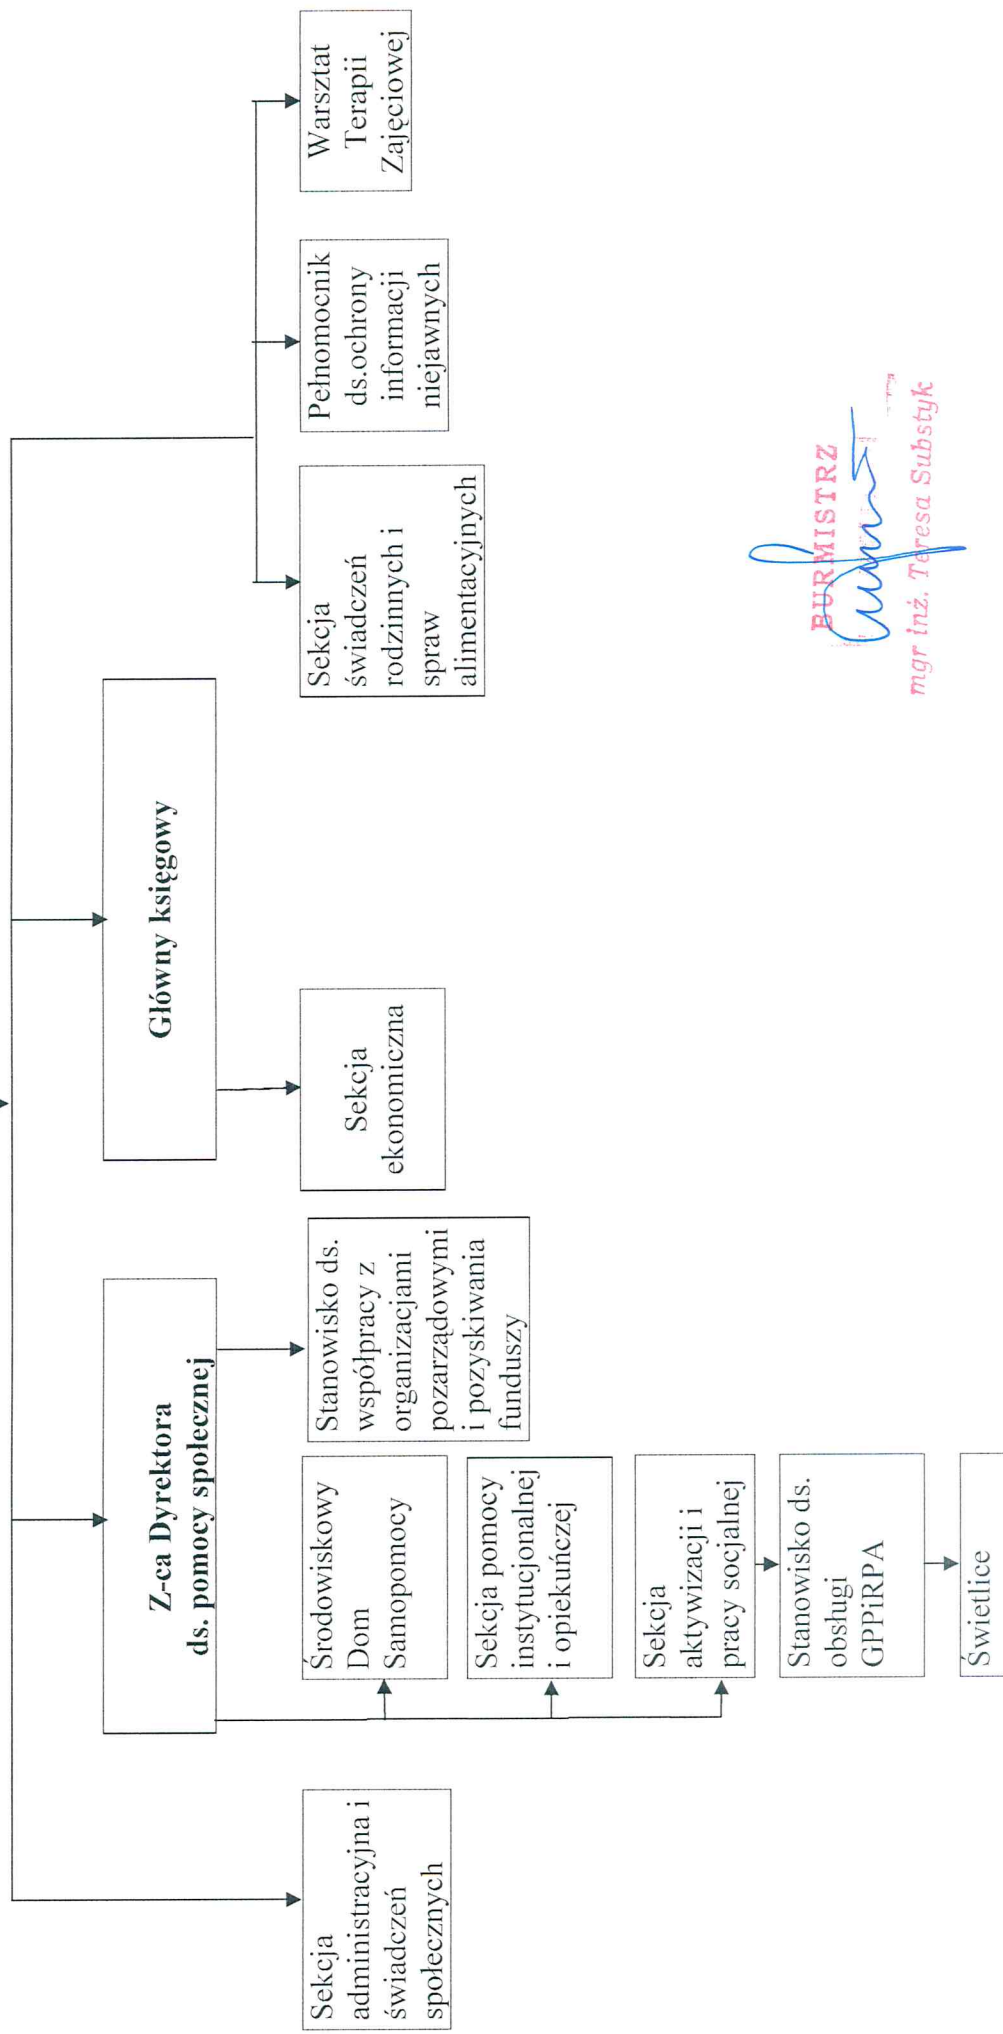 Z-ca Dyrektora
ds. pomocy społecznej
Główny księgowy
Sekcja
administracyjna i
świadczeń
społecznych
Środowiskowy
Dom
Samopomocy
Sekcja pomocy
instytucjonalnej
i opiekuńczej
Sekcja
aktywizacji i
pracy socjalnej
Stanowisko ds.
obsługi
GPPiRPA
Świetlice
Stanowisko ds.
współpracy z
organizacjami
pozarządowymi
i pozyskiwania
funduszy
Sekcja
ekonomiczna
Sekcja
świadczeń
rodzinnych i
spraw
alimentacyjnych
Pełnomocnik
ds.ochrony
informacji
niejawnych
Warsztat
Terapii
Zajęciowej
BURMISTRZ
mgr inż. Teresa Substyk